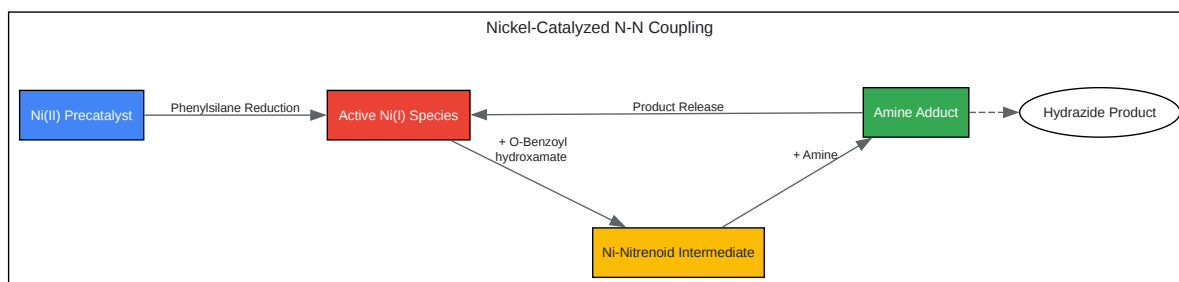 Nickel-Catalyzed N-N Coupling
Ni(II) Precatalyst
Phenylsilane Reduction
Active Ni(I) Species
Product Release
Amine Adduct
Hydrazide Product
+ O-Benzoyl
hydroxamate
+ Amine
Ni-Nitrenoid Intermediate